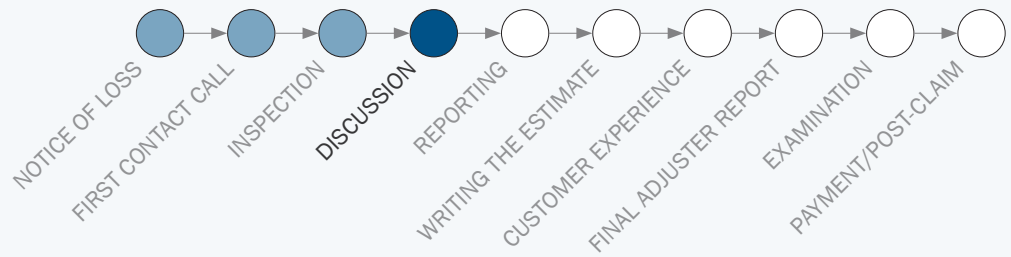 NOTICE OF LOSS
FIRST CONTACT CALL
INSPECTION
DISCUSSION
REPORTING
WRITING THE ESTIMATE
CUSTOMER EXPERIENCE
FINAL ADJUSTER REPORT
EXAMINATION
PAYMENT/POST-CLAIM